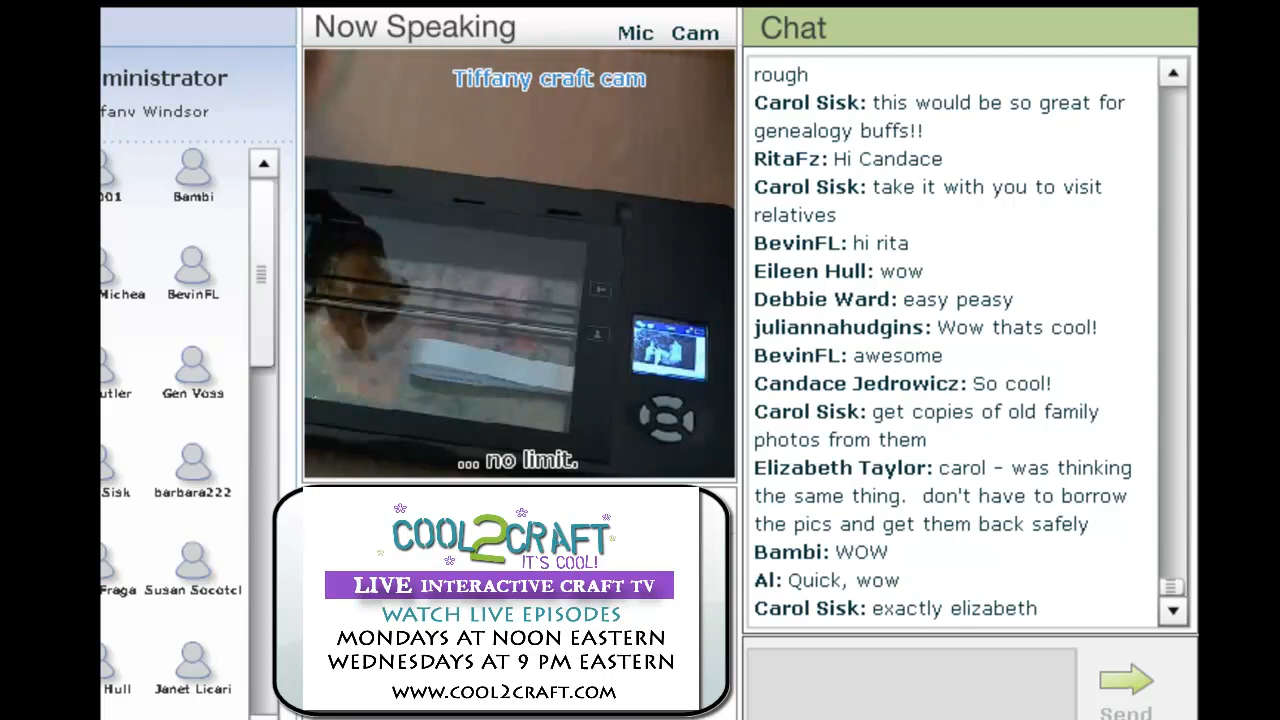 ministrator
fany Windsor
001
Bambi
Michea
BevinFL
utler
Gen Voss
Sisk
barbara222
Fraga
Susan Sacatcl
Hull
Janet Licari
Now Speaking
Mic Cam
Tiffany craft cam
... no limit.
COOL2CRAFT
IT'S COOL!
LIVE INTERACTIVE CRAFT TV
WATCH LIVE EPISODES
MONDAYS AT NOON EASTERN
WEDNESDAYS AT 9 PM EASTERN
WWW.COOL2CRAFT.COM
Chat
rough
Carol Sisk: this would be so great for
genealogy buffs!!
RitaFz: Hi Candace
Carol Sisk: take it with you to visit
relatives
BevinFL: hi rita
Eileen Hull: wow
Debbie Ward: easy peasy
juliannahudgins: Wow thats cool!
BevinFL: awesome
Candace Jedrowicz: So cool!
Carol Sisk: get copies of old family
photos from them
Elizabeth Taylor: carol - was thinking
the same thing. don't have to borrow
the pics and get them back safely
Bambi: WOW
Al: Quick, wow
Carol Sisk: exactly elizabeth
Send